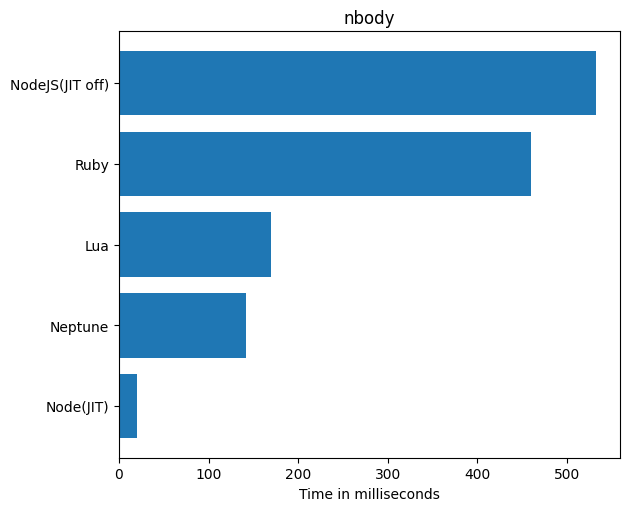 nbody
NodeJS(JIT off)
Ruby
Lua
Neptune
Node(JIT)
0 100 200 300 400 500
Time in milliseconds